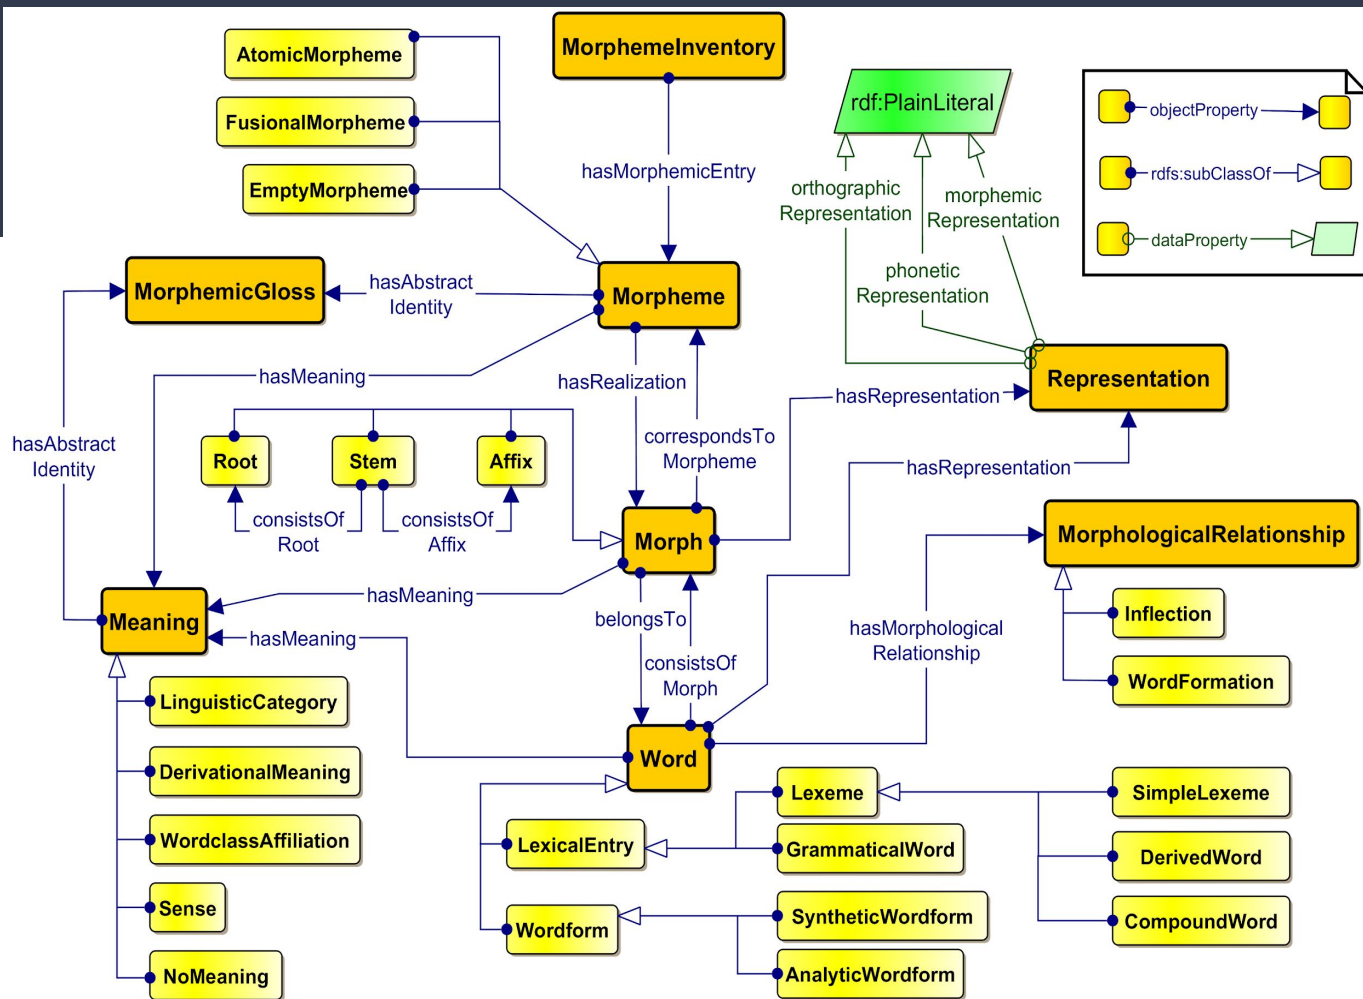 MorphemeInventory
AtomicMorpheme
FusionalMorpheme
EmptyMorpheme
hasMorphemicEntry
rdf:PlainLiteral
orthographic
Representation
morphemic
Representation
phonetic
Representation
objectProperty
rdfs:subClassOf
dataProperty
MorphemicGloss
hasAbstract
Identity
Morpheme
hasMeaning
hasRealization
correspondsTo
Morpheme
hasRepresentation
Representation
hasRepresentation
hasAbstract
Identity
Root
Stem
Affix
consistsOf
Root
consistsOf
Affix
Morph
MorphologicalRelationship
Inflection
WordFormation
hasMeaning
Meaning
hasMeaning
belongsTo
consistsOf
Morph
hasMorphological
Relationship
LinguisticCategory
DerivationalMeaning
WordclassAffiliation
Sense
NoMeaning
Word
LexicalEntry
Wordform
Lexeme
GrammaticalWord
SyntheticWordform
AnalyticWordform
SimpleLexeme
DerivedWord
CompoundWord